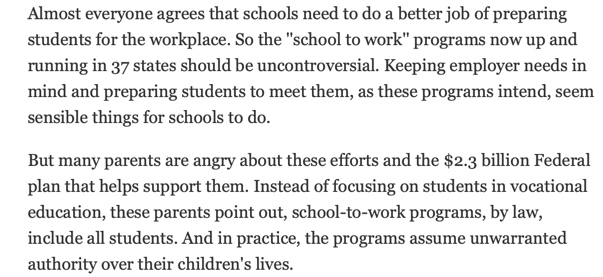 Almost everyone agrees that schools need to do a better job of preparing
students for the workplace. So the "school to work" programs now up and
running in 37 states should be uncontroversial. Keeping employer needs in
mind and preparing students to meet them, as these programs intend, seem
sensible things for schools to do.
But many parents are angry about these efforts and the $2.3 billion Federal
plan that helps support them. Instead of focusing on students in vocational
education, these parents point out, school-to-work programs, by law,
include all students. And in practice, the programs assume unwarranted
authority over their children's lives.